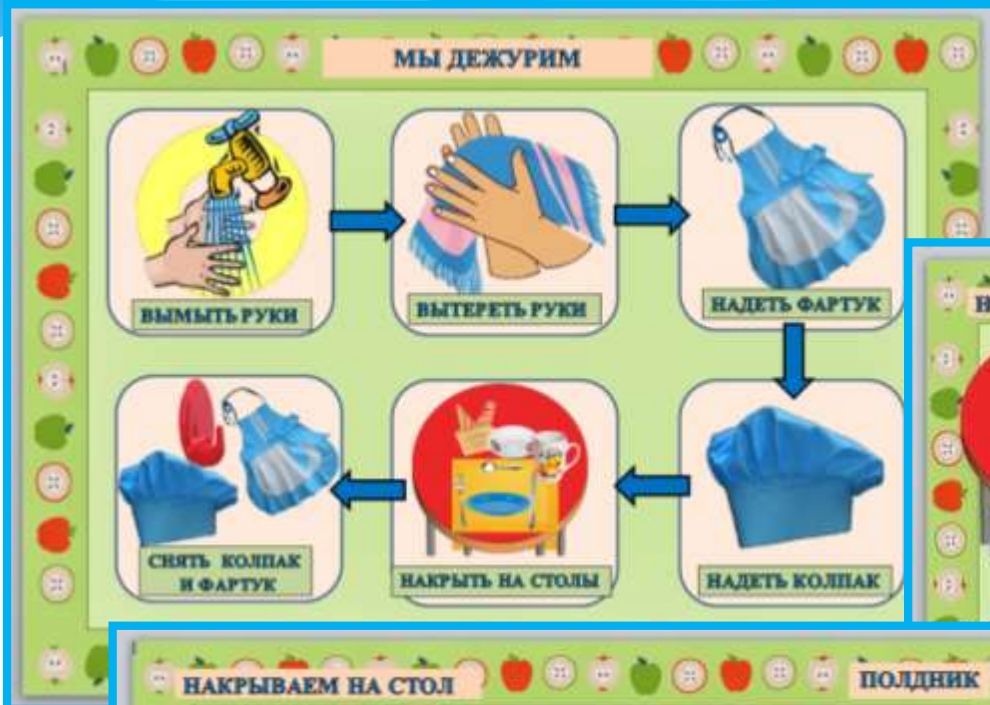 МЫ ДЕЖУРИМ
ВЫМЫТЬ РУКИ
ВЫТЕРЕТЬ РУКИ
НАДЕТЬ ФАРТУК
СНЯТЬ КОЛПАК
И ФАРТУК
НАКРЫТЬ НА СТОЛЫ
НАДЕТЬ КОЛПАК
НАКРЫВАЕМ НА СТОЛ
ПОЛДНИК